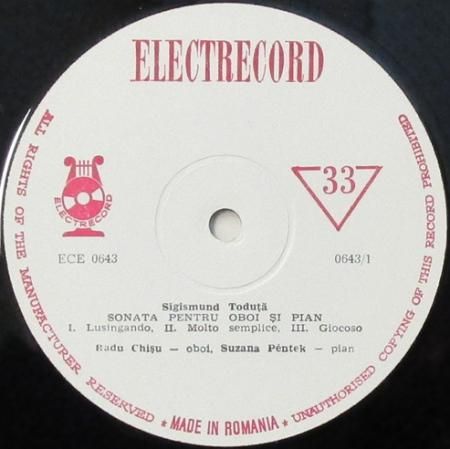 ELECTRECORD
ELECTRECORD
33
ECE 0643
0643/1
Sigismund Toduță
SONATA PENTRU OBOI ȘI PIAN
I. Lusingando, II. Molto semplice, III. Giocoso
Radu Chișu — oboi, Suzana Péntek — pian
ALL RIGHTS OF THE MANUFACTURER RESERVED ★ MADE IN ROMANIA ★ UNAUTHORISED COPYING OF THIS RECORD PROHIBITED